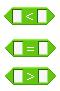 <
=
>